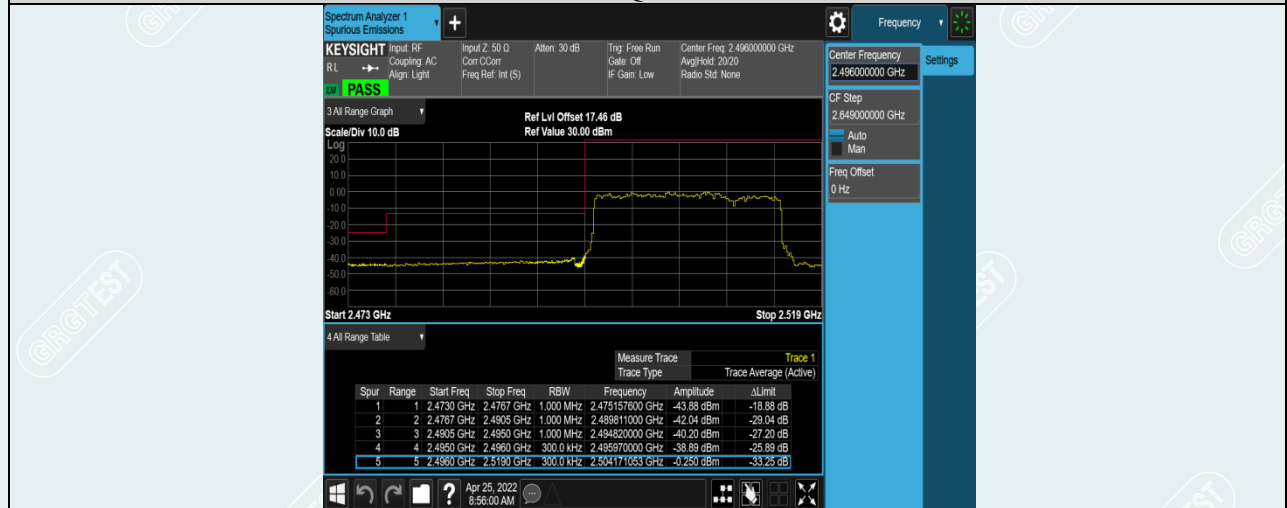 Spectrum Analyzer 1
Spurious Emissions
+
Frequency
KEYSIGHT Input: RF Input Z: 50 Ω Atten: 30 dB Trig: Free Run Center Freq: 2.496000000 GHz
Coupling: AC Corr CCorr Gate: Off Avg|Hold: 20/20
RL Align: Light Freq Ref: Int (S) IF Gain: Low Radio Std: None
LXI PASS
Center Frequency
2.496000000 GHz
Settings
CF Step
2.649000000 GHz
Auto
Man
Freq Offset
0 Hz
3 All Range Graph
Ref Lvl Offset 17.46 dB
Scale/Div 10.0 dB Ref Value 30.00 dBm
Log
20.0
10.0
0.00
-10.0
-20.0
-30.0
-40.0
-50.0
-60.0
Start 2.473 GHz Stop 2.519 GHz
4 All Range Table
Measure Trace Trace 1
Trace Type Trace Average (Active)
Spur Range Start Freq Stop Freq RBW Frequency Amplitude ΔLimit
1 1 2.4730 GHz 2.4767 GHz 1.000 MHz 2.475157600 GHz -43.88 dBm -18.88 dB
2 2 2.4767 GHz 2.4905 GHz 1.000 MHz 2.489811000 GHz -42.04 dBm -29.04 dB
3 3 2.4905 GHz 2.4950 GHz 1.000 MHz 2.494820000 GHz -40.20 dBm -27.20 dB
4 4 2.4950 GHz 2.4960 GHz 300.0 kHz 2.495970000 GHz -38.89 dBm -25.89 dB
5 5 2.4960 GHz 2.5190 GHz 300.0 kHz 2.504171053 GHz -0.250 dBm -33.25 dB
? Apr 25, 2022
8:56:00 AM
GRGTEST